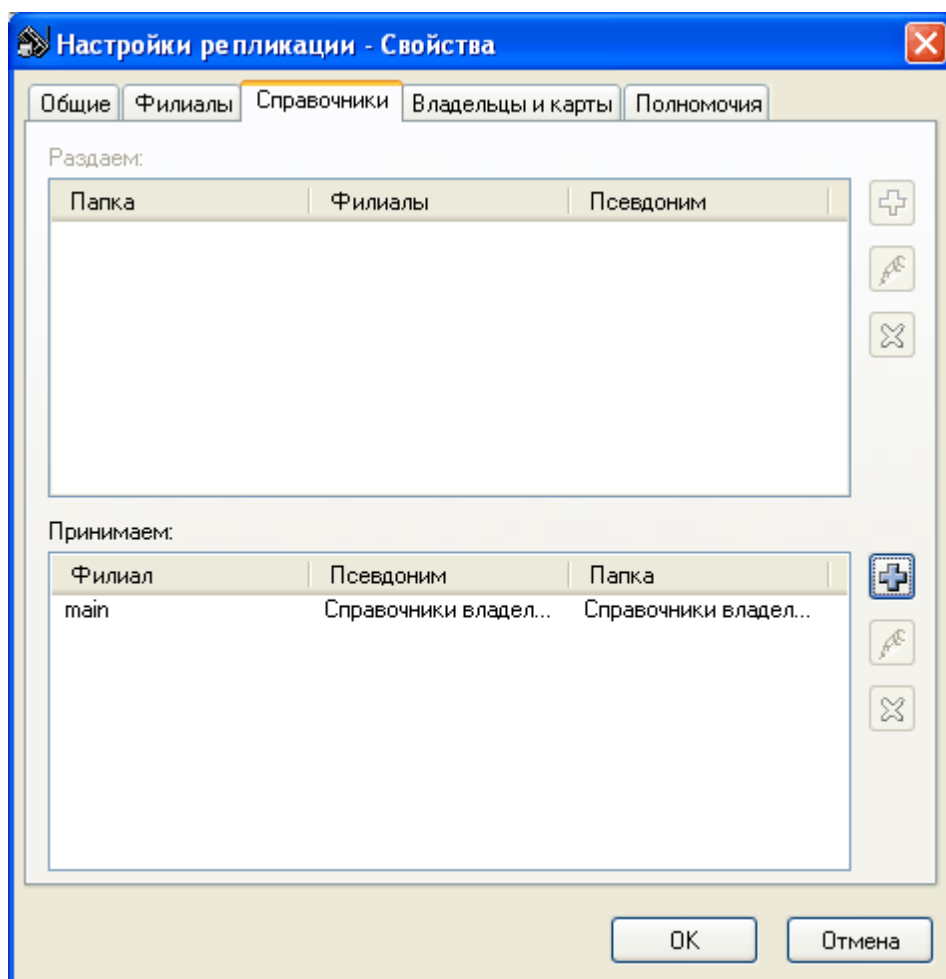 Настройки репликации - Свойства
Общие Филиалы Справочники Владельцы и карты Полномочия
Раздаем:
Папка Филиалы Псевдоним
Принимаем:
Филиал Псевдоним Папка
main Справочники владел... Справочники владел...
OK Отмена